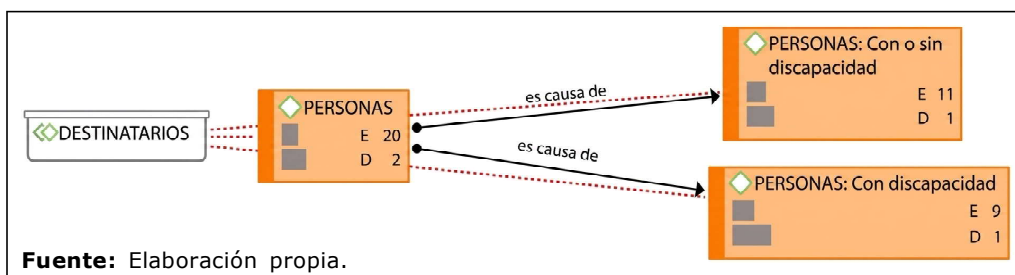 DESTINATARIOS
PERSONAS
E 20
D 2
es causa de
es causa de
PERSONAS: Con o sin
discapacidad
E 11
D 1
PERSONAS: Con discapacidad
E 9
D 1
Fuente: Elaboración propia.